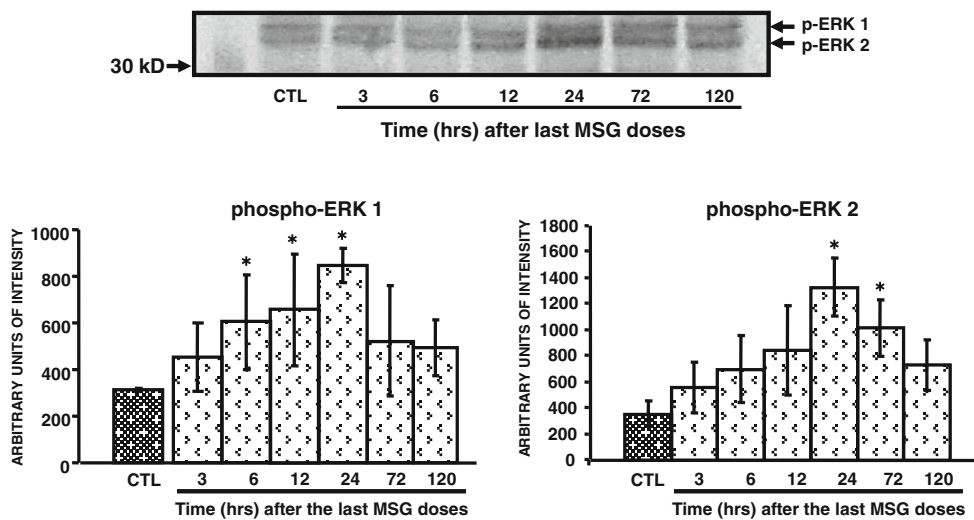 p-ERK 1
p-ERK 2
30 kD
CTL 3 6 12 24 72 120
Time (hrs) after last MSG doses
phospho-ERK 1
ARBITRARY UNITS OF INTENSITY
1000
800
600
400
200
0
* * *
CTL 3 6 12 24 72 120
Time (hrs) after the last MSG doses
phospho-ERK 2
ARBITRARY UNITS OF INTENSITY
1800
1600
1400
1200
1000
800
600
400
200
0
* *
CTL 3 6 12 24 72 120
Time (hrs) after the last MSG doses